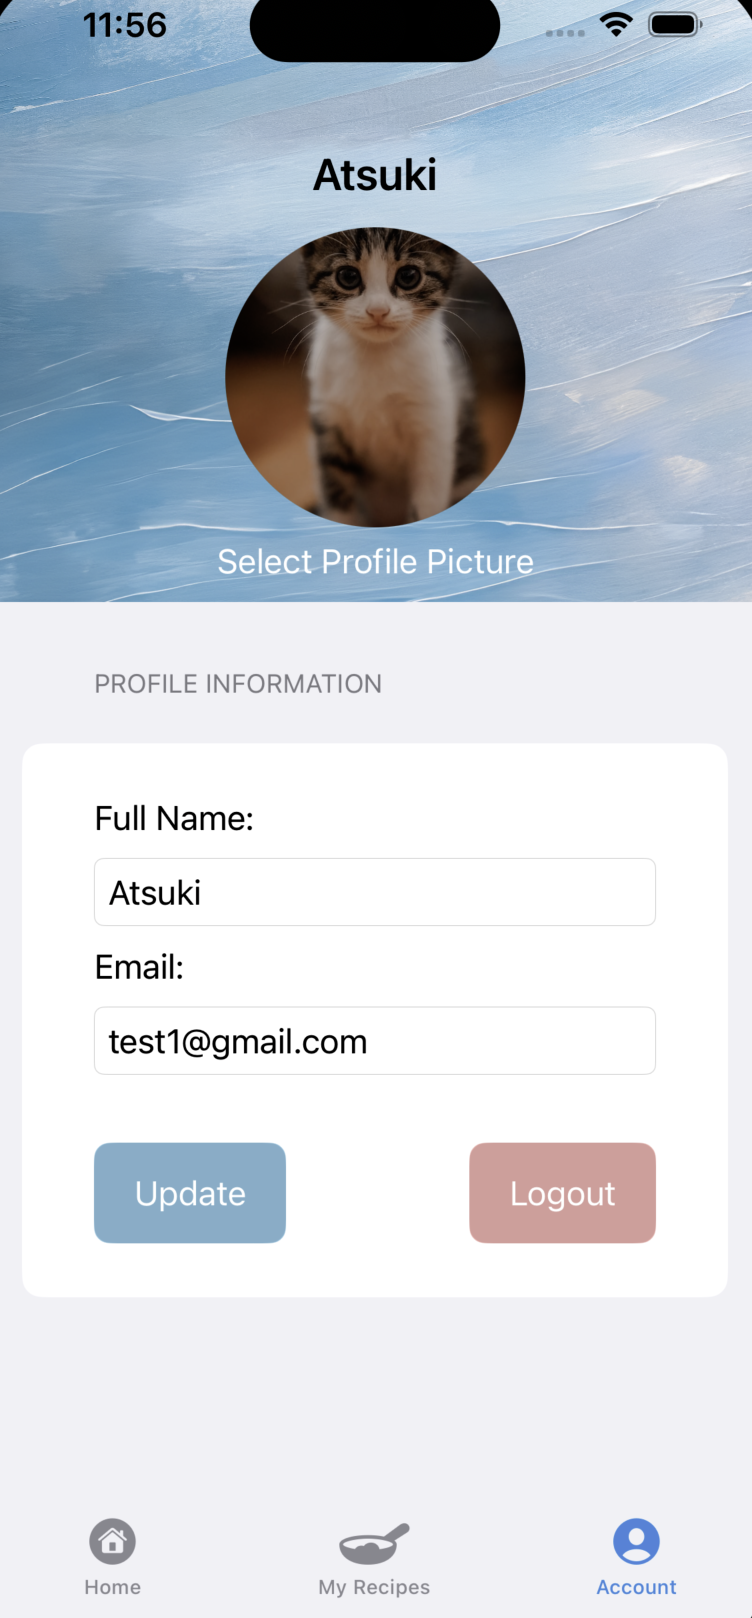 11:56
Atsuki
Select Profile Picture
PROFILE INFORMATION
Full Name:
Atsuki
Email:
test1@gmail.com
Update Logout
Home My Recipes Account